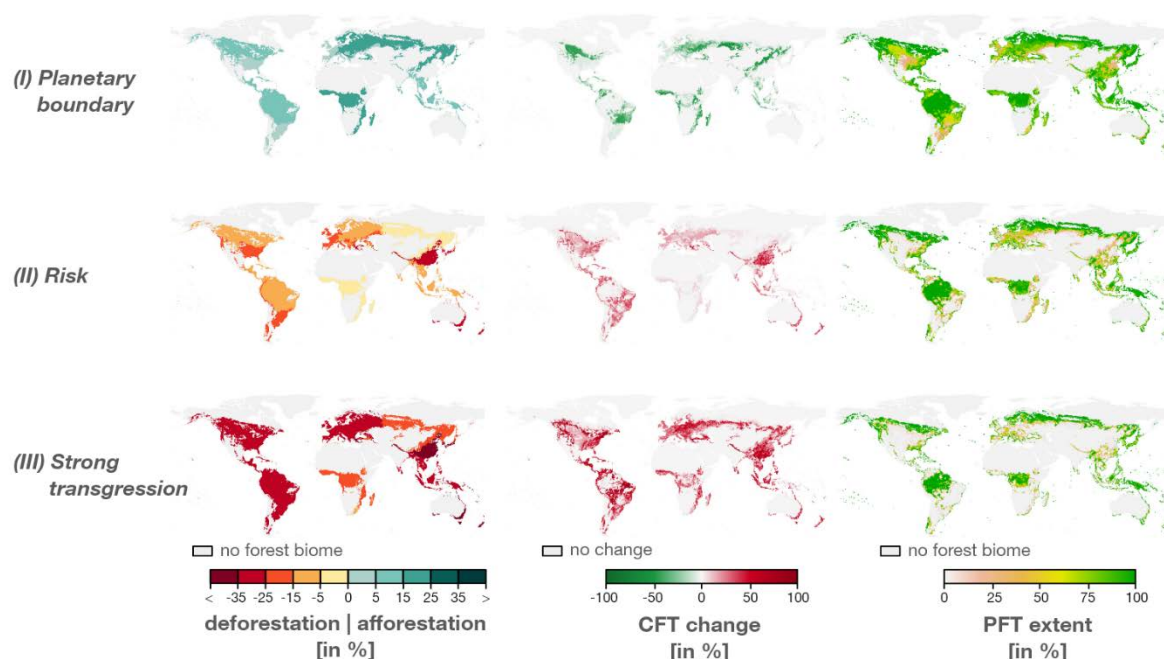 (I) Planetary
boundary
(II) Risk
(III) Strong
transgression
no forest biome
no change
no forest biome
< -35 -25 -15 -5 0 5 15 25 35 >
-100 -50 0 50 100
0 25 50 75 100
deforestation | afforestation
[in %]
CFT change
[in %]
PFT extent
[in %]